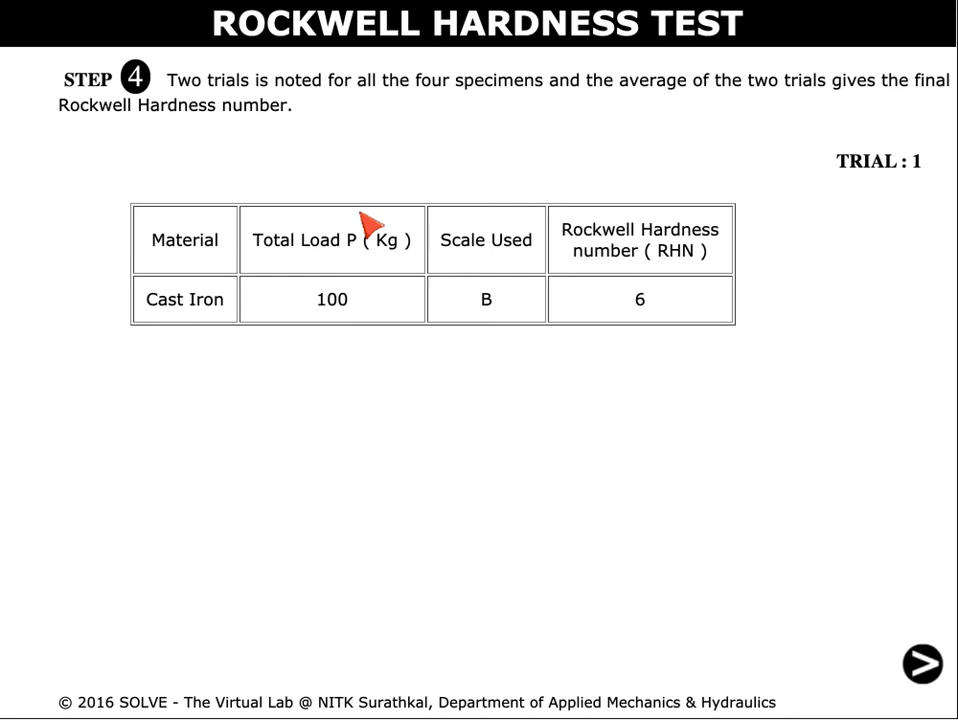 ROCKWELL HARDNESS TEST
STEP 4 Two trials is noted for all the four specimens and the average of the two trials gives the final
Rockwell Hardness number.
TRIAL : 1
Material Total Load P ( Kg ) Scale Used Rockwell Hardness number ( RHN )
Cast Iron 100 B 6
>
© 2016 SOLVE - The Virtual Lab @ NITK Surathkal, Department of Applied Mechanics & Hydraulics